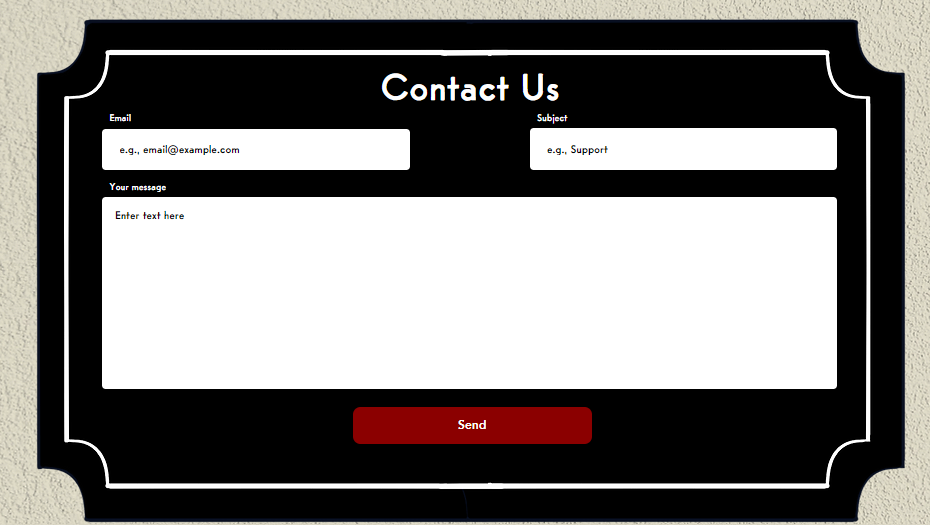 Contact Us
Email
Subject
e.g., email@example.com
e.g., Support
Your message
Enter text here
Send